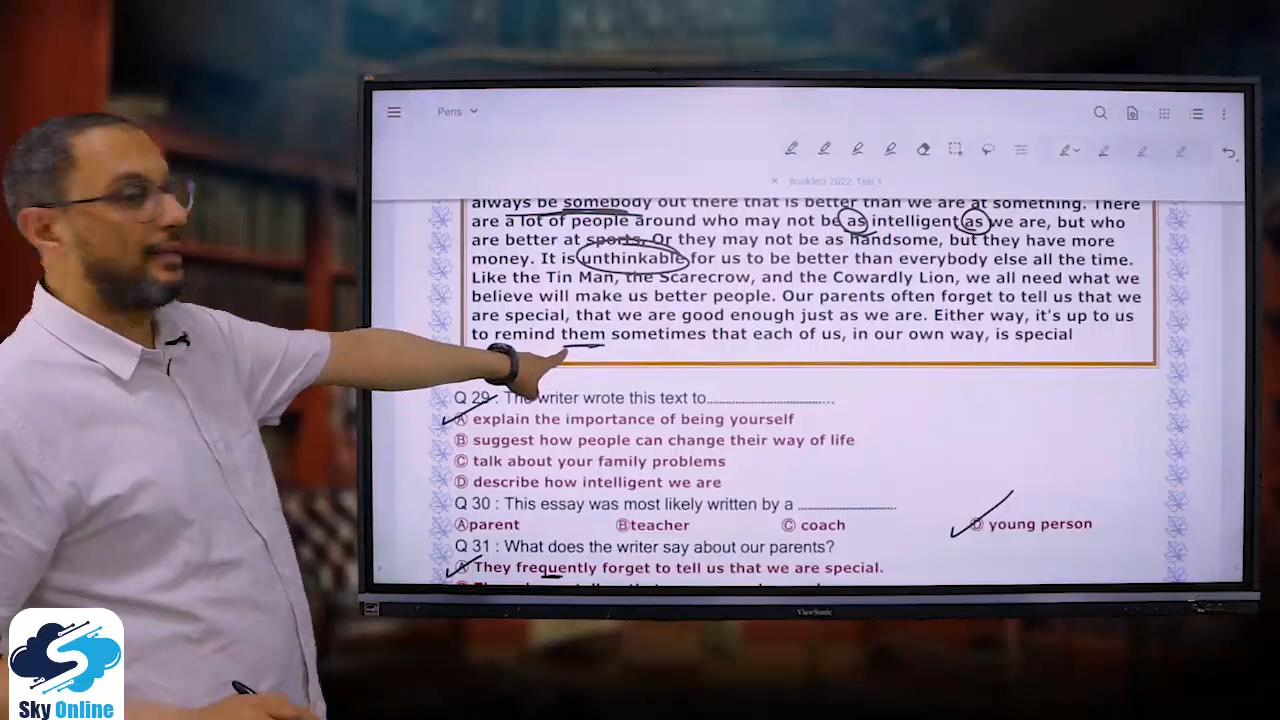 Pens
Booklets 2022: Test 1
always be somebody out there that is better than we are at something. There
are a lot of people around who may not be as intelligent as we are, but who
are better at sports. Or they may not be as handsome, but they have more
money. It is unthinkable for us to be better than everybody else all the time.
Like the Tin Man, the Scarecrow, and the Cowardly Lion, we all need what we
believe will make us better people. Our parents often forget to tell us that we
are special, that we are good enough just as we are. Either way, it's up to us
to remind them sometimes that each of us, in our own way, is special
Q 29 : The writer wrote this text to..............................…
Ⓐ explain the importance of being yourself
Ⓑ suggest how people can change their way of life
Ⓒ talk about your family problems
Ⓓ describe how intelligent we are
Q 30 : This essay was most likely written by a ..........................
Ⓐparent Ⓑteacher Ⓒ coach Ⓓ young person
Q 31 : What does the writer say about our parents?
Ⓐ They frequently forget to tell us that we are special.
ViewSonic
Sky Online